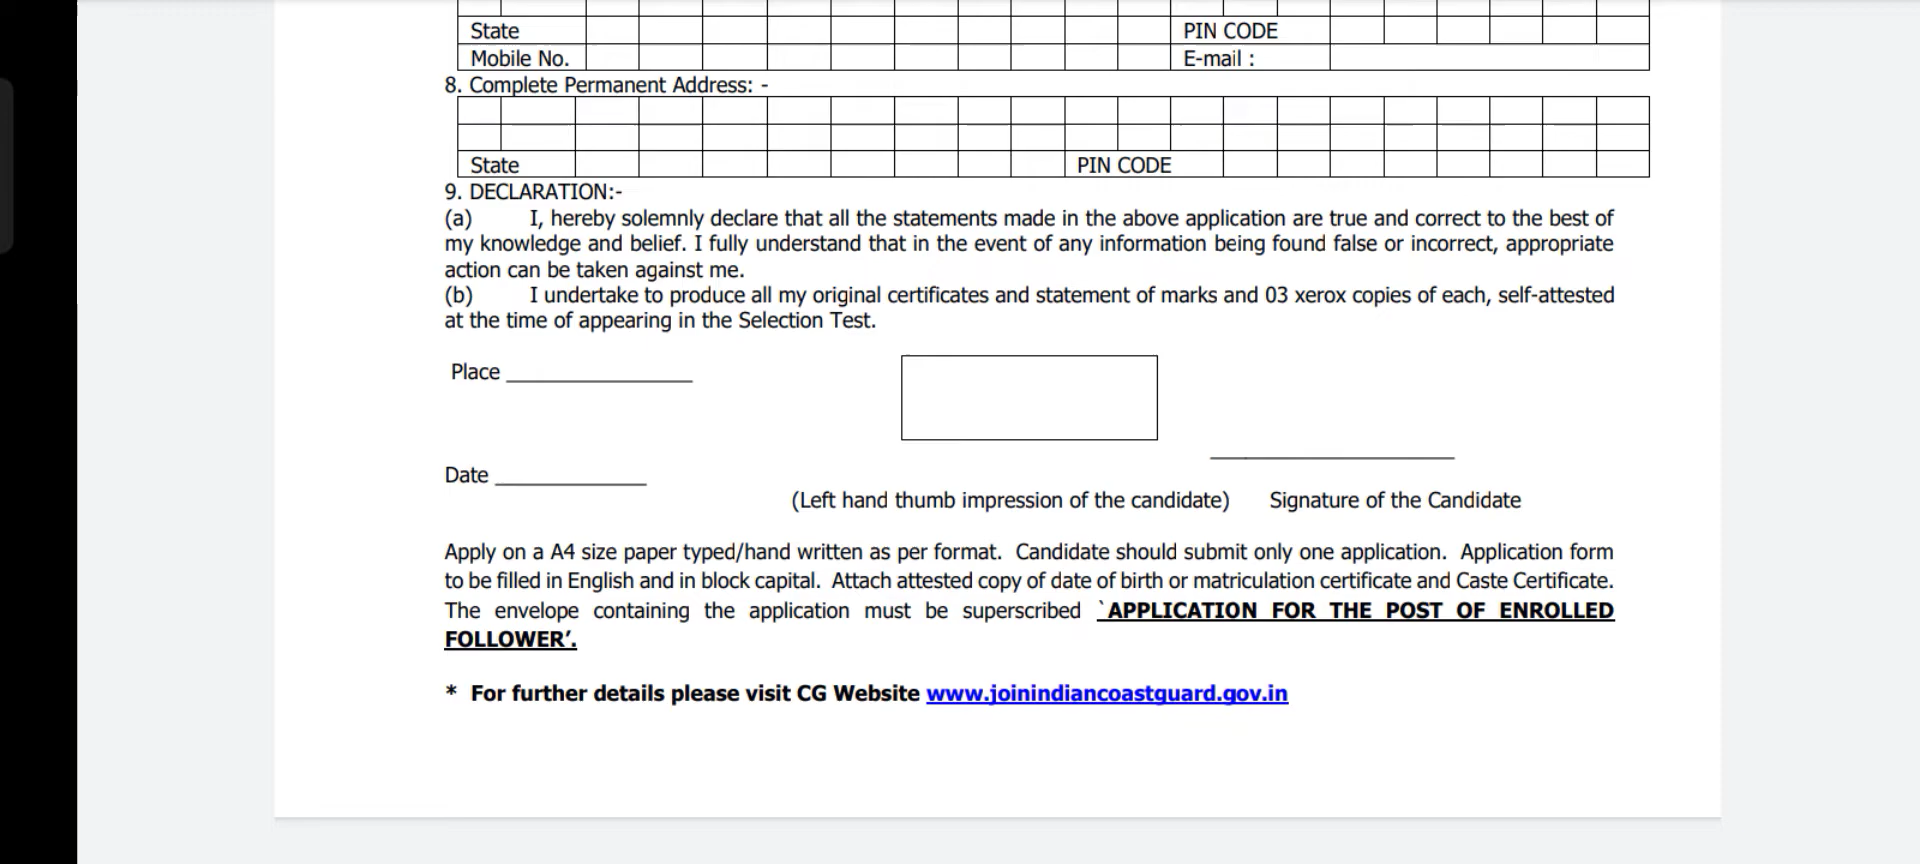 State PIN CODE
Mobile No. E-mail :
8. Complete Permanent Address: -
State PIN CODE
9. DECLARATION:-
(a) I, hereby solemnly declare that all the statements made in the above application are true and correct to the best of
my knowledge and belief. I fully understand that in the event of any information being found false or incorrect, appropriate
action can be taken against me.
(b) I undertake to produce all my original certificates and statement of marks and 03 xerox copies of each, self-attested
at the time of appearing in the Selection Test.
Place _______________
Date _____________
(Left hand thumb impression of the candidate) Signature of the Candidate
Apply on a A4 size paper typed/hand written as per format. Candidate should submit only one application. Application form
to be filled in English and in block capital. Attach attested copy of date of birth or matriculation certificate and Caste Certificate.
The envelope containing the application must be superscribed `APPLICATION FOR THE POST OF ENROLLED
FOLLOWER’.
* For further details please visit CG Website www.joinindiancoastguard.gov.in